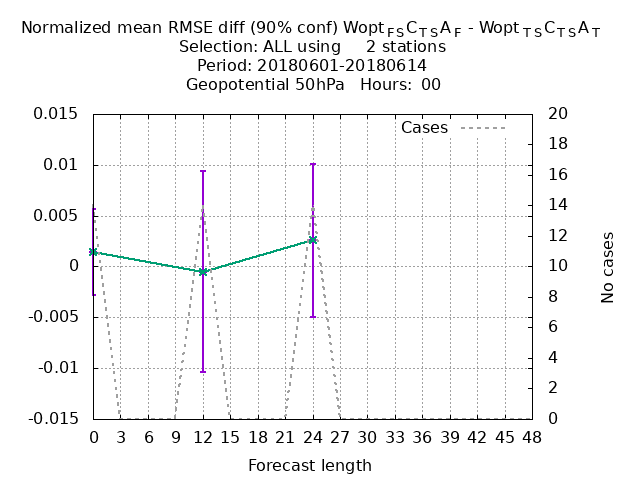 Normalized mean RMSE diff (90% conf) Wopt FS C TS A F - Wopt TS C TS A T
Selection: ALL using 2 stations
Period: 20180601-20180614
Geopotential 50hPa Hours: 00
Cases
0.015
0.01
0.005
0
-0.005
-0.01
-0.015
20
18
16
14
12
10
8
6
4
2
0
No cases
0 3 6 9 12 15 18 21 24 27 30 33 36 39 42 45 48
Forecast length